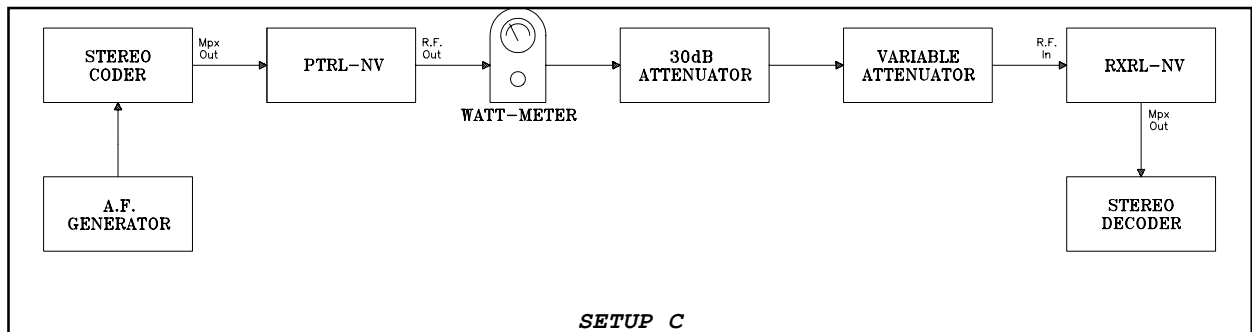 STEREO
CODER
Mpx
Out
PTRL-NV
R.F.
Out
WATT-METER
30dB
ATTENUATOR
VARIABLE
ATTENUATOR
R.F.
In
RXRL-NV
Mpx
Out
A.F.
GENERATOR
STEREO
DECODER
SETUP C